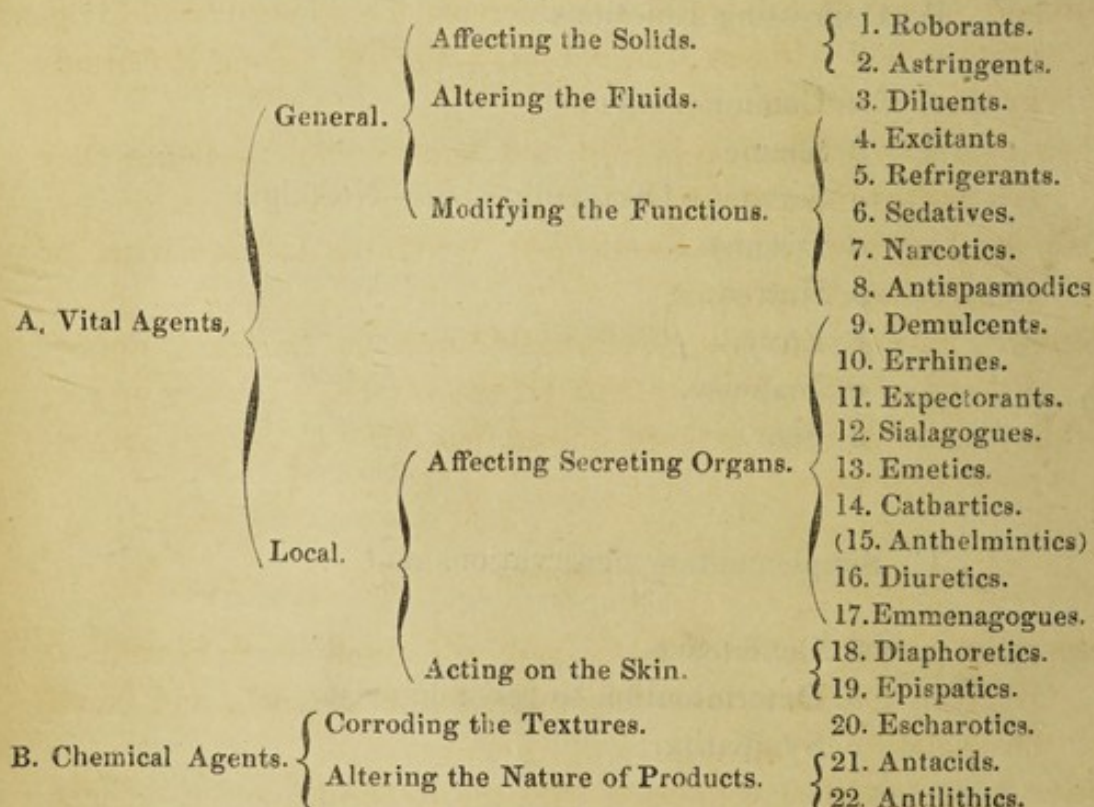 Affecting the Solids. 1. Roborants.
2. Astringents.
General. Altering the Fluids. 3. Diluents.
4. Excitants.
5. Refrigerants.
Modifying the Functions. 6. Sedatives.
7. Narcotics.
8. Antispasmodics
A. Vital Agents, 9. Demulcents.
10. Errhines.
11. Expectorants.
12. Sialagogues.
Affecting Secreting Organs. 13. Emetics.
14. Cathartics.
Local. (15. Anthelmintics)
16. Diuretics.
17. Emmenagogues.
Acting on the Skin. 18. Diaphoretics.
19. Epispatics.
Corroding the Textures. 20. Escharotics.
B. Chemical Agents. 21. Antacids.
Altering the Nature of Products. 22. Antilithics.